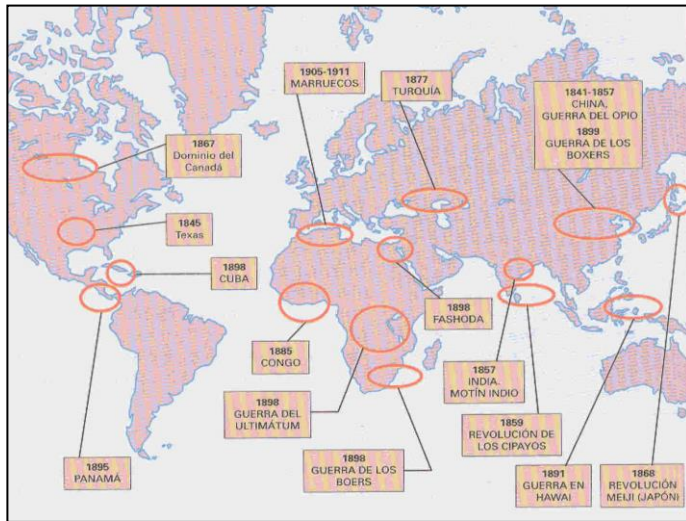 1905-1911
MARRUECOS
1877
TURQUÍA
1841-1857
CHINA,
GUERRA DEL OPIO
1899
GUERRA DE LOS
BOXERS
1867
Dominio del
Canadá
1845
Texas
1898
CUBA
1898
FASHODA
1885
CONGO
1857
INDIA.
MOTÍN INDIO
1898
GUERRA DEL
ULTIMÁTUM
1859
REVOLUCIÓN DE
LOS CIPAYOS
1895
PANAMÁ
1898
GUERRA DE LOS
BOERS
1891
GUERRA EN
HAWAI
1868
REVOLUCIÓN
MEIJI (JAPÓN)